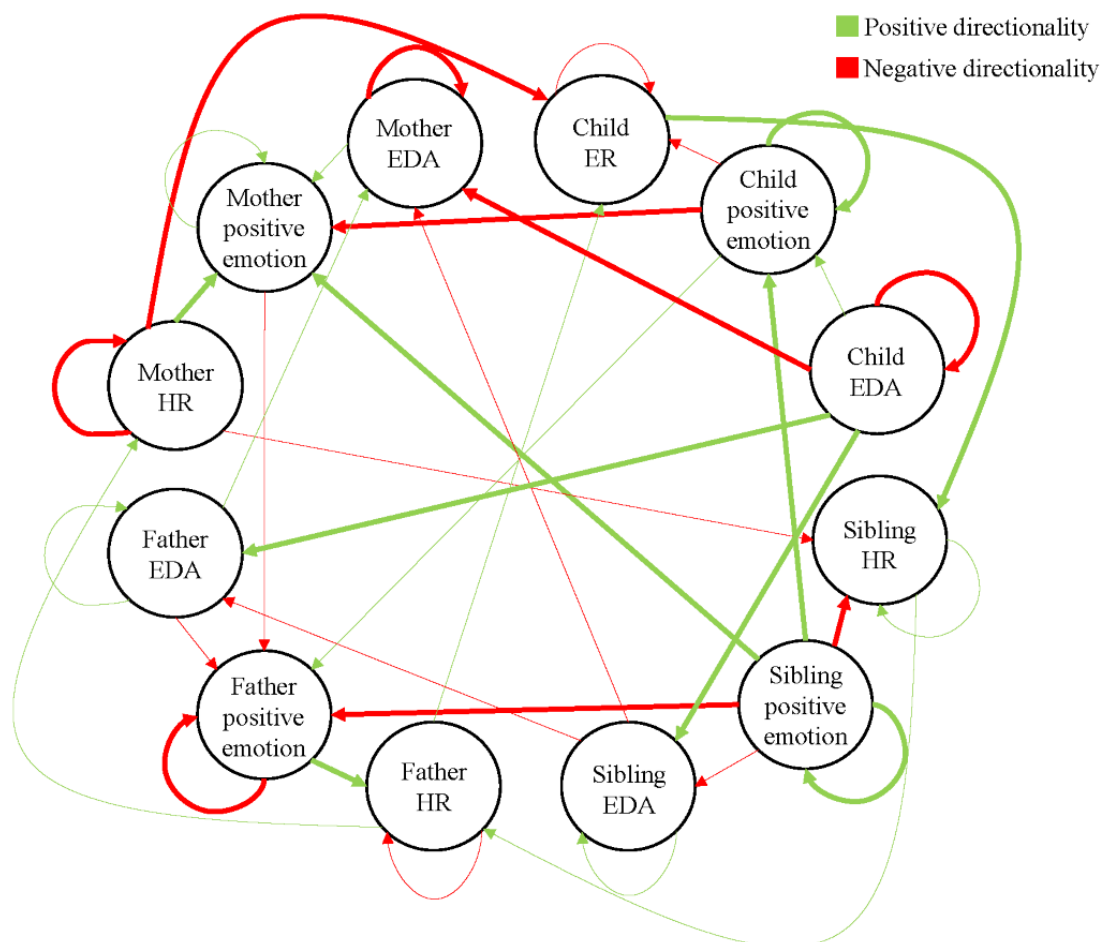 Positive directionality
Negative directionality
Mother
EDA
Child
ER
Child
positive
emotion
Mother
positive
emotion
Mother
HR
Child
EDA
Father
EDA
Sibling
HR
Father
positive
emotion
Sibling
positive
emotion
Father
HR
Sibling
EDA